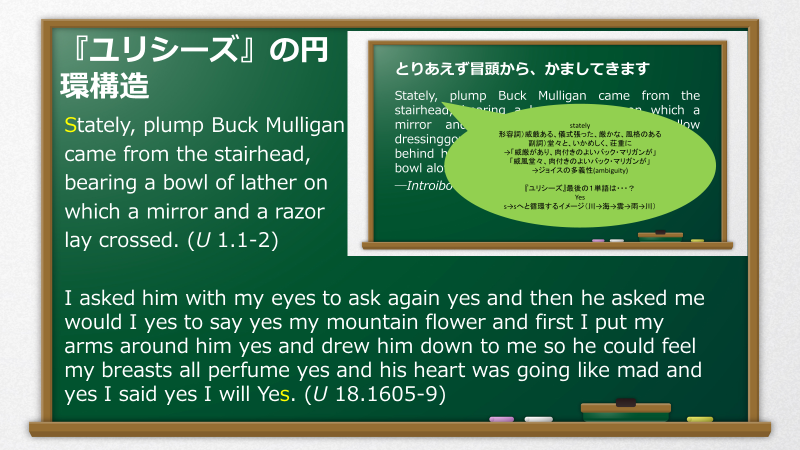 『ユリシーズ』の円
環構造
Stately, plump Buck Mulligan
came from the stairhead,
bearing a bowl of lather on
which a mirror and a razor
lay crossed. (U 1.1-2)
とりあえず冒頭から、かましてきます
Stately, plump Buck Mulligan came from the
stairhead, which a
mirror and
dressinggo
behind h
bowl alo
—Introibo
stately
形容詞）威厳ある、儀式張った、厳かな、風格のある
副詞）堂々と、いかめしく、荘重に
→「威厳があり、肉付きのよいバック・マリガンが」
「威風堂々、肉付きのよいバック・マリガンが」
→ジョイスの多義性(ambiguity)
『ユリシーズ』最後の１単語は・・・？
Yes
s→sへと循環するイメージ（川→海→雲→雨→川）
I asked him with my eyes to ask again yes and then he asked me
would I yes to say yes my mountain flower and first I put my
arms around him yes and drew him down to me so he could feel
my breasts all perfume yes and his heart was going like mad and
yes I said yes I will Yes. (U 18.1605-9)